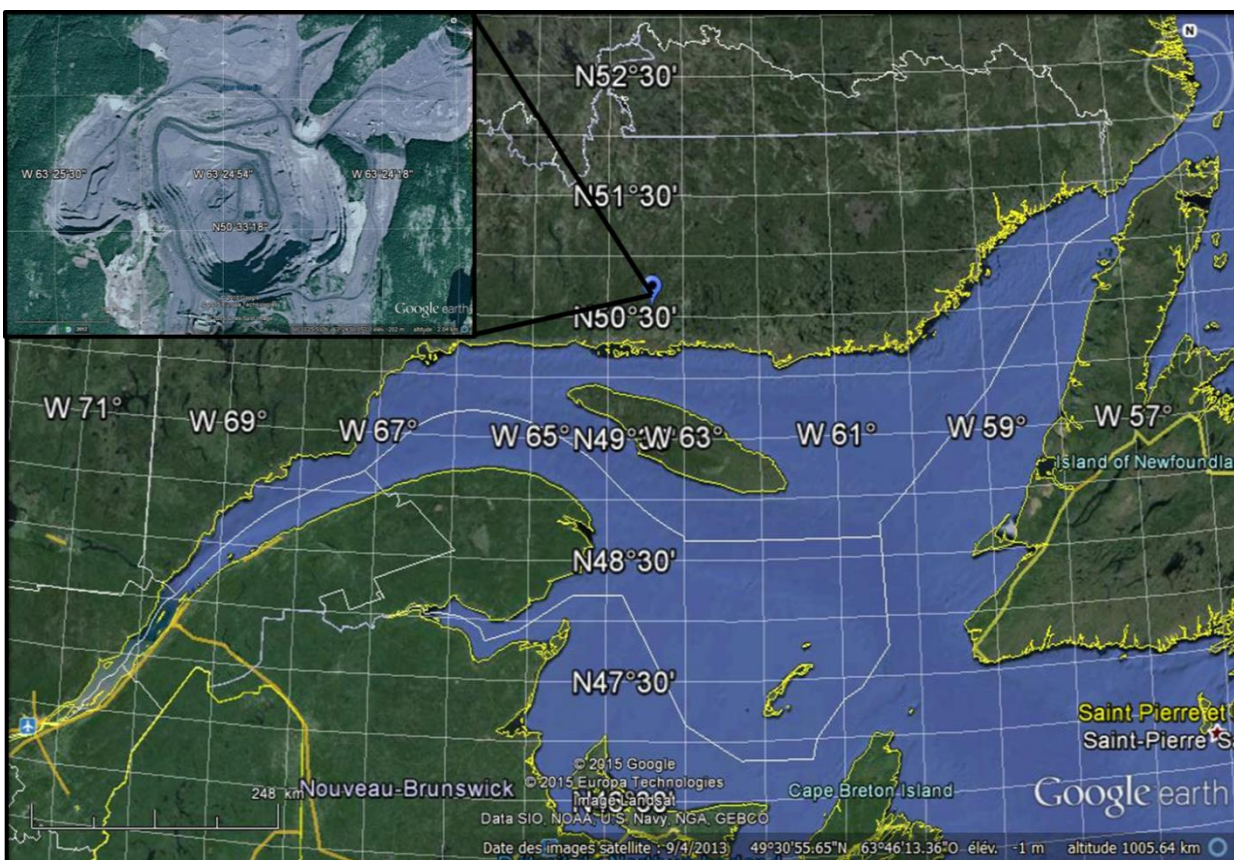 W 63°25'30"
W 63°24'54"
W 63°24'18"
N50°33'18"
Google earth
altitude 2.04 km
N
N52°30'
N51°30'
N50°30'
W 71°
W 69°
W 67°
W 65°
W 63°
W 61°
W 59°
W 57°
Island of Newfoundla
N48°30'
N47°30'
Saint Pierre et
Saint-Pierre
© 2015 Google
© 2015 Europa Technologies
Image Landsat
Data SIO, NOAA, U.S. Navy, NGA, GEBCO
Nouveau-Brunswick
248 km
Cape Breton Island
Google earth
Date des images satellite : 9/4/2013 49°30'55.65"N 63°46'13.36"O élév. -1 m altitude 1005.64 km